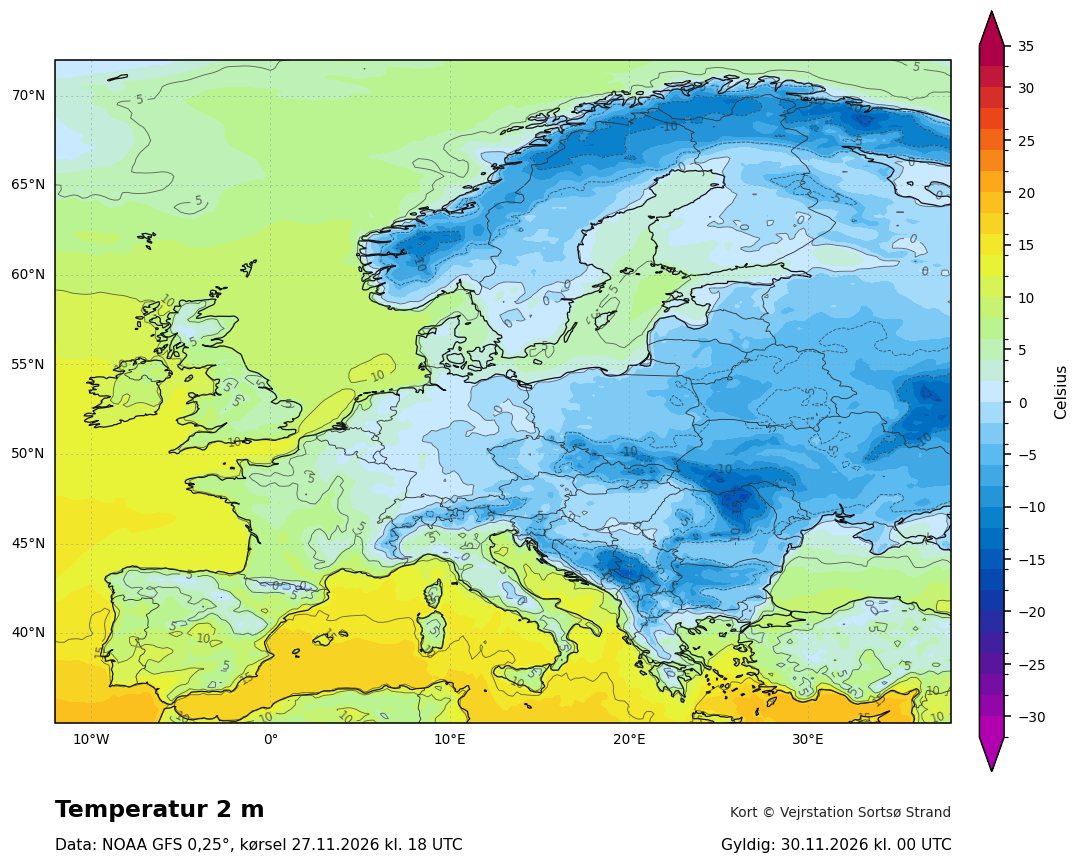 35
30
25
20
15
10
5
0
−5
−10
−15
−20
−25
−30
Celsius
70°N
65°N
60°N
55°N
50°N
45°N
40°N
10°W
0°
10°E
20°E
30°E
Temperatur 2 m
Kort © Vejrstation Sortsø Strand
Data: NOAA GFS 0,25°, kørsel 27.11.2026 kl. 18 UTC
Gyldig: 30.11.2026 kl. 00 UTC